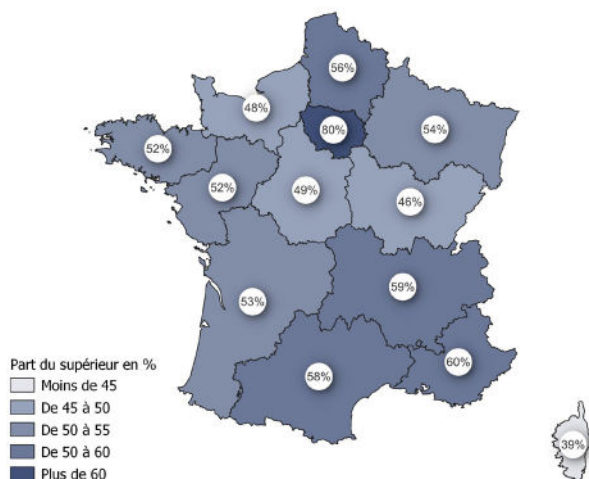 56%
48%
80%
54%
52%
52%
49%
46%
59%
53%
60%
58%
39%
Part du supérieur en %
Moins de 45
De 45 à 50
De 50 à 55
De 50 à 60
Plus de 60